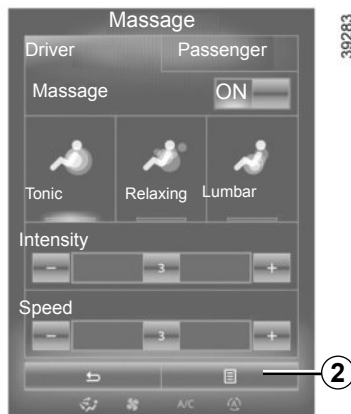 Massage
39283
Driver Passenger
Massage ON
Tonic Relaxing Lumbar
Intensity
- 3 +
Speed
- 3 +
2
A/C